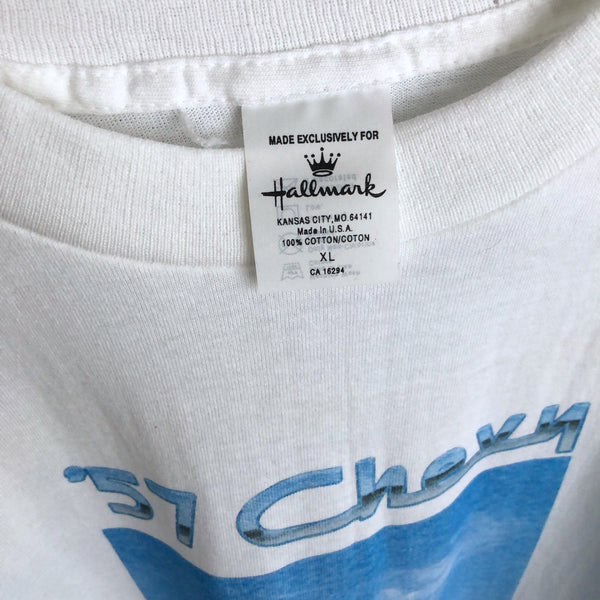 MADE EXCLUSIVELY FOR
Hallmark
KANSAS CITY, MO. 64141
Made In U.S.A.
100% COTTON/COTON
XL
CA 16294
'57 Chevy